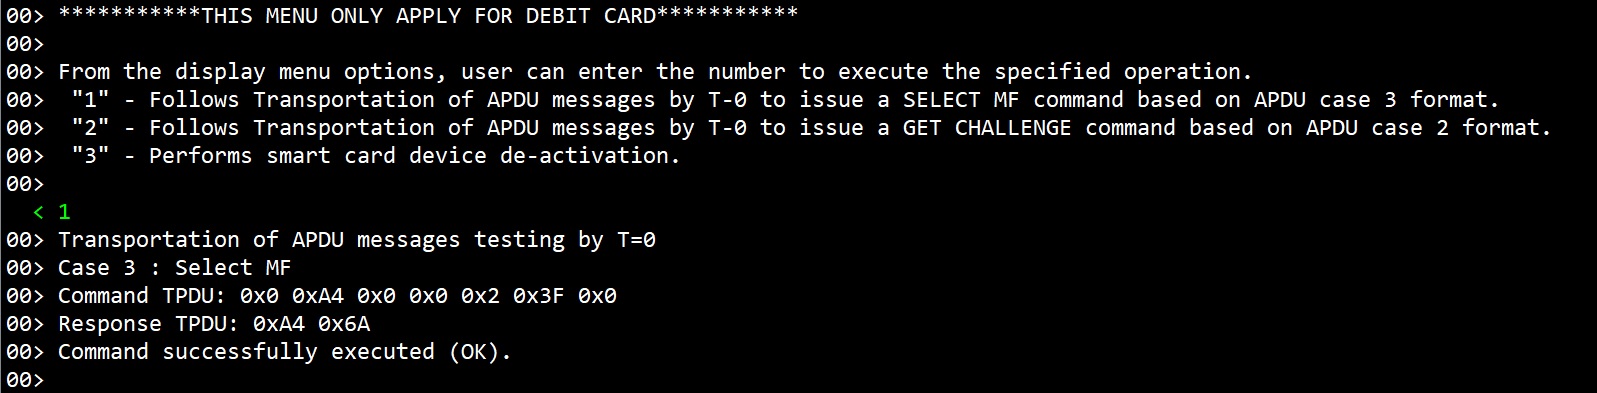 00> ***********THIS MENU ONLY APPLY FOR DEBIT CARD***********
00>
00> From the display menu options, user can enter the number to execute the specified operation.
00>  "1" - Follows Transportation of APDU messages by T-0 to issue a SELECT MF command based on APDU case 3 format.
00>  "2" - Follows Transportation of APDU messages by T-0 to issue a GET CHALLENGE command based on APDU case 2 format.
00>  "3" - Performs smart card device de-activation.
00>
  < 1
00> Transportation of APDU messages testing by T=0
00> Case 3 : Select MF
00> Command TPDU: 0x0 0xA4 0x0 0x0 0x2 0x3F 0x0
00> Response TPDU: 0xA4 0x6A
00> Command successfully executed (OK).
00>